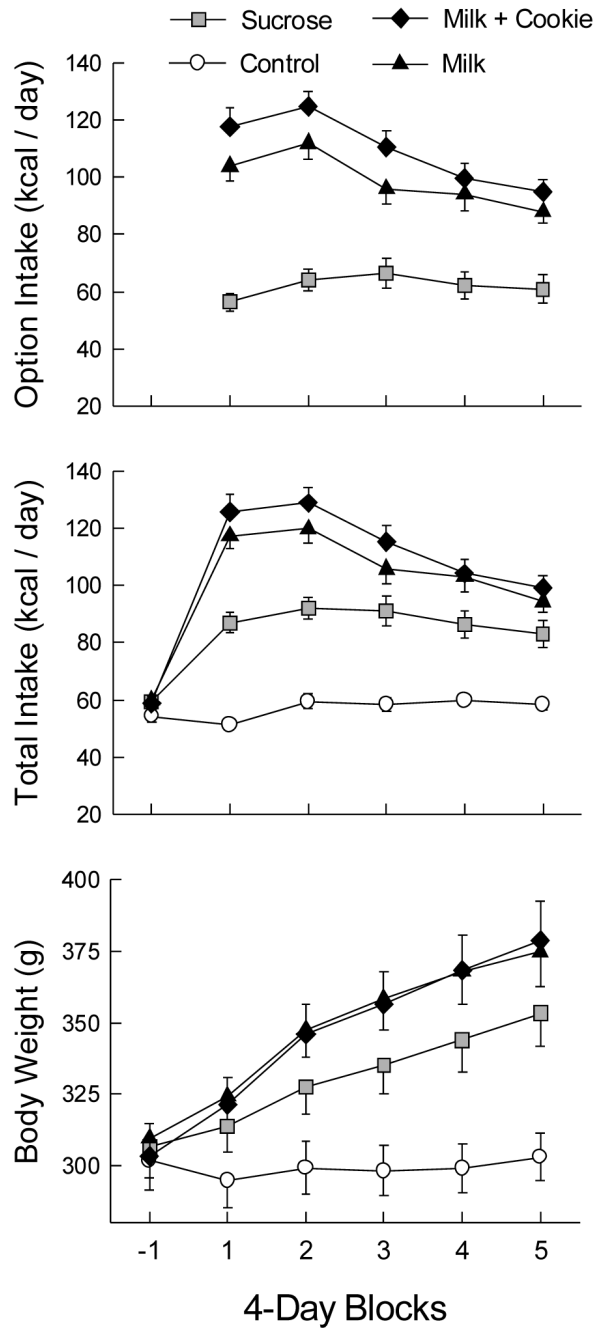 Sucrose
Milk + Cookie
Control
Milk
Option Intake (kcal / day)
140
120
100
80
60
40
20
Total Intake (kcal / day)
140
120
100
80
60
40
20
Body Weight (g)
400
375
350
325
300
-1 1 2 3 4 5
4-Day Blocks